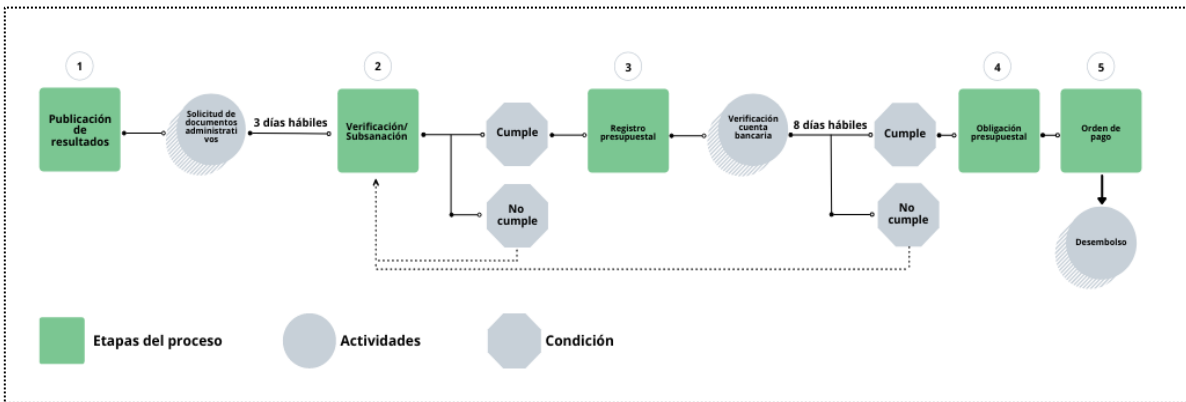 1
2
3
4
5
Publicación
de
resultados
Solicitud de
documentos
administrati
vos
3 días hábiles
Verificación/
Subsanación
Cumple
No
cumple
Registro
presupuestal
Verificación
cuenta
bancaria
8 días hábiles
Cumple
No
cumple
Obligación
presupuestal
Orden de
pago
Desembolso
Etapas del proceso
Actividades
Condición